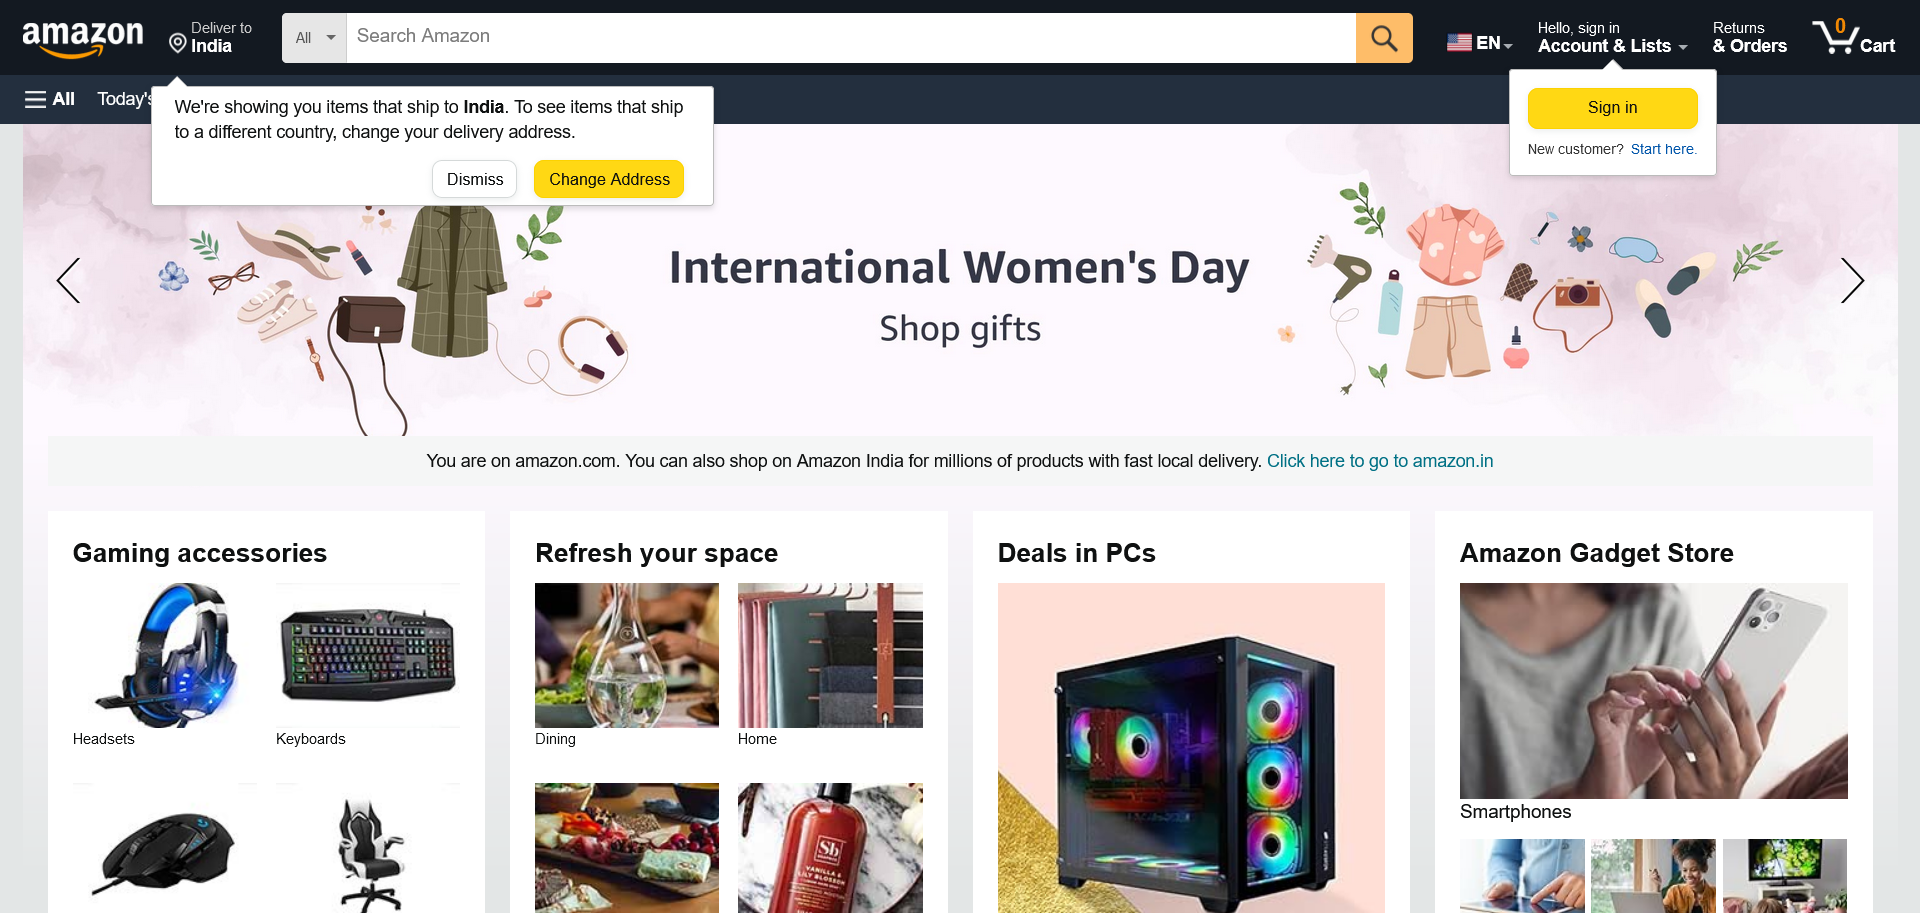 amazon
Deliver to
India
All
Search Amazon
EN
Hello, sign in
Account & Lists
Returns
& Orders
0
Cart
All
Today's
We're showing you items that ship to India. To see items that ship
to a different country, change your delivery address.
Dismiss
Change Address
Sign in
New customer? Start here.
International Women's Day
Shop gifts
You are on amazon.com. You can also shop on Amazon India for millions of products with fast local delivery. Click here to go to amazon.in
Gaming accessories
Headsets
Keyboards
Refresh your space
Dining
Home
Sb
VANILLA &
LILY BLOSSOM
Deals in PCs
Amazon Gadget Store
Smartphones